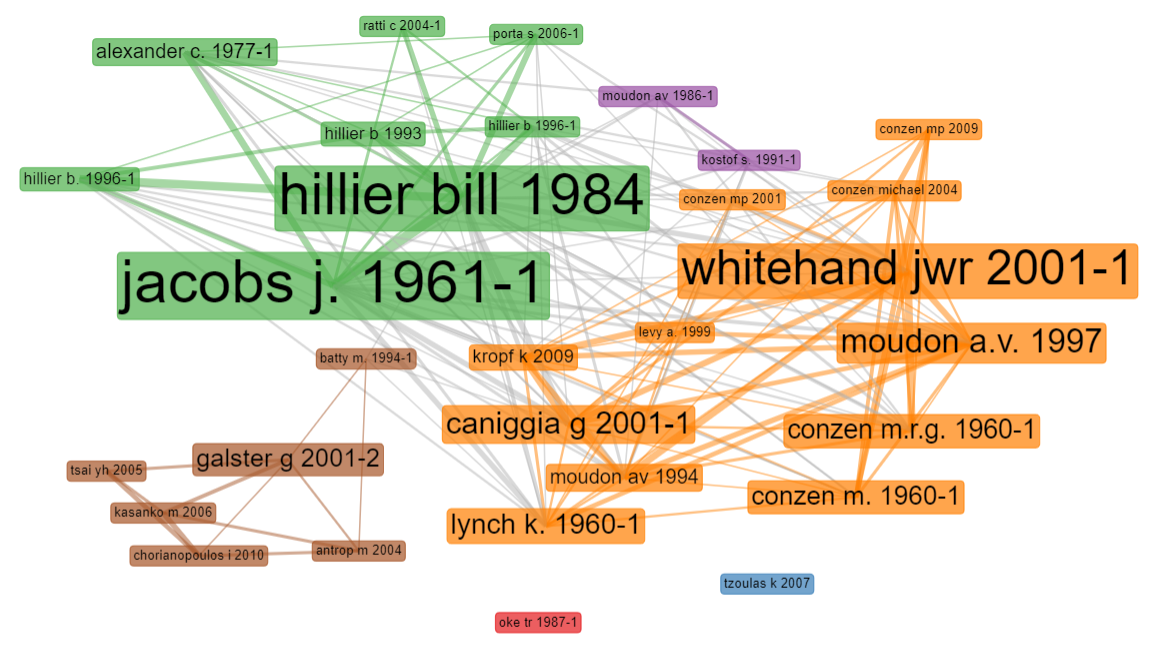 ratti c 2004-1
porta s 2006-1
alexander c. 1977-1
moudon av 1986-1
hillier b 1993
hillier b 1996-1
conzen mp 2009
kostof s. 1991-1
hillier b. 1996-1
hillier bill 1984
conzen mp 2001
conzen michael 2004
jacobs j. 1961-1
whitehand jwr 2001-1
levy a. 1999
moudon a.v. 1997
batty m. 1994-1
kropf k 2009
caniggia g 2001-1
conzen m.r.g. 1960-1
galster g 2001-2
tsai yh 2005
moudon av 1994
conzen m. 1960-1
kasanko m 2006
lynch k. 1960-1
chorianopoulos i 2010
antrop m 2004
tzoulas k 2007
oke tr 1987-1